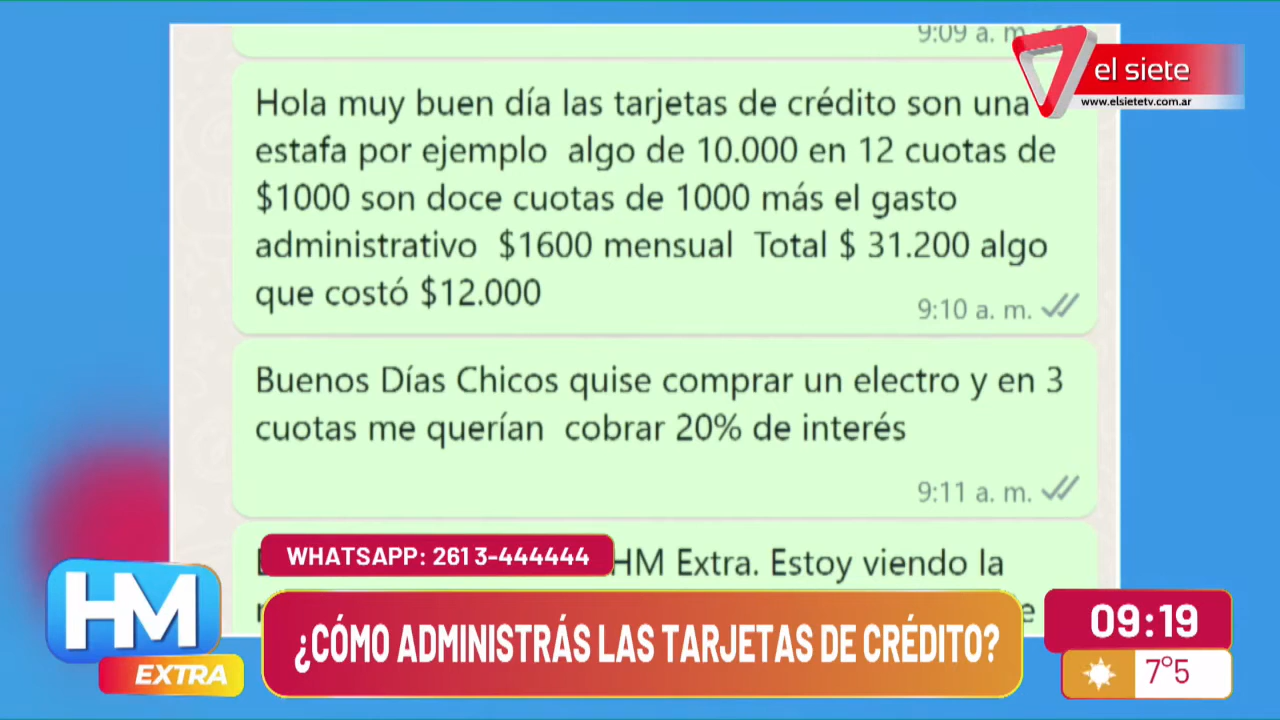 9:09 a. m.
el siete
www.elsietetv.com.ar
Hola muy buen día las tarjetas de crédito son una
estafa por ejemplo algo de 10.000 en 12 cuotas de
$1000 son doce cuotas de 1000 más el gasto
administrativo $1600 mensual Total $ 31.200 algo
que costó $12.000
9:10 a. m.
Buenos Días Chicos quise comprar un electro y en 3
cuotas me querían cobrar 20% de interés
9:11 a. m.
WHATSAPP: 261 3-444444
HM Extra. Estoy viendo la
HM
EXTRA
¿CÓMO ADMINISTRÁS LAS TARJETAS DE CRÉDITO?
09:19
7°5